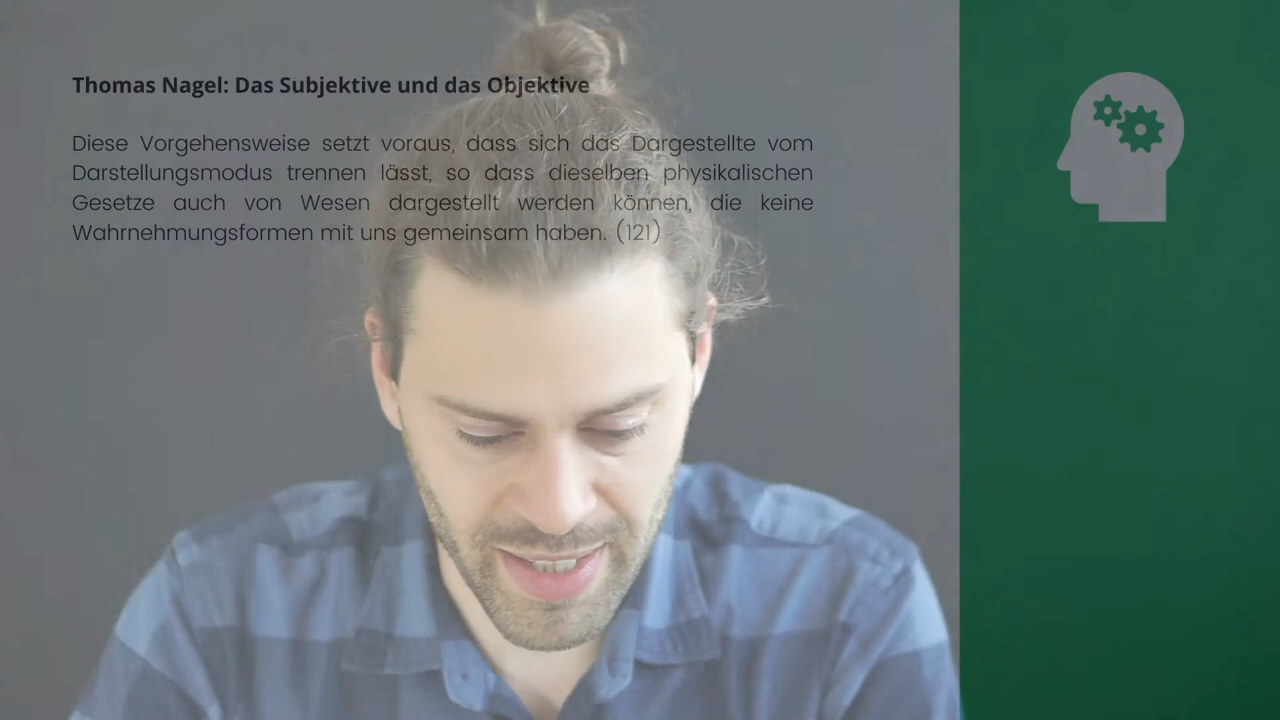 Thomas Nagel: Das Subjektive und das Objektive
Diese Vorgehensweise setzt voraus, dass sich das Dargestellte vom
Darstellungsmodus trennen lässt, so dass dieselben physikalischen
Gesetze auch von Wesen dargestellt werden können, die keine
Wahrnehmungsformen mit uns gemeinsam haben. (121)